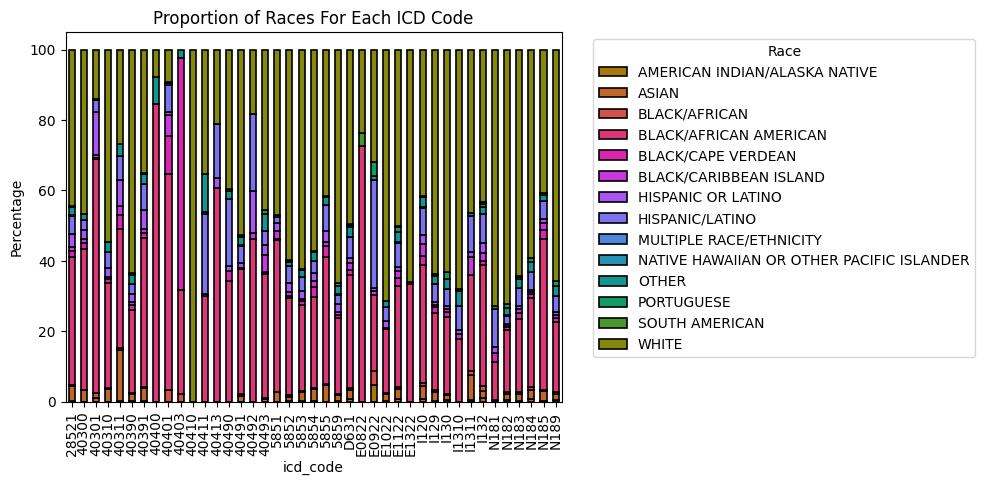 Proportion of Races For Each ICD Code
Percentage
100
80
60
40
20
0
28521
40300
40301
40310
40311
40390
40391
40400
40401
40403
40410
40411
40413
40490
40491
40492
40493
5851
5852
5853
5854
5855
5859
D631
E0822
E0922
E1022
E1122
E1322
I120
I129
I130
I1310
I1311
I132
N181
N182
N183
N184
N185
N189
icd_code
Race
AMERICAN INDIAN/ALASKA NATIVE
ASIAN
BLACK/AFRICAN
BLACK/AFRICAN AMERICAN
BLACK/CAPE VERDEAN
BLACK/CARIBBEAN ISLAND
HISPANIC OR LATINO
HISPANIC/LATINO
MULTIPLE RACE/ETHNICITY
NATIVE HAWAIIAN OR OTHER PACIFIC ISLANDER
OTHER
PORTUGUESE
SOUTH AMERICAN
WHITE